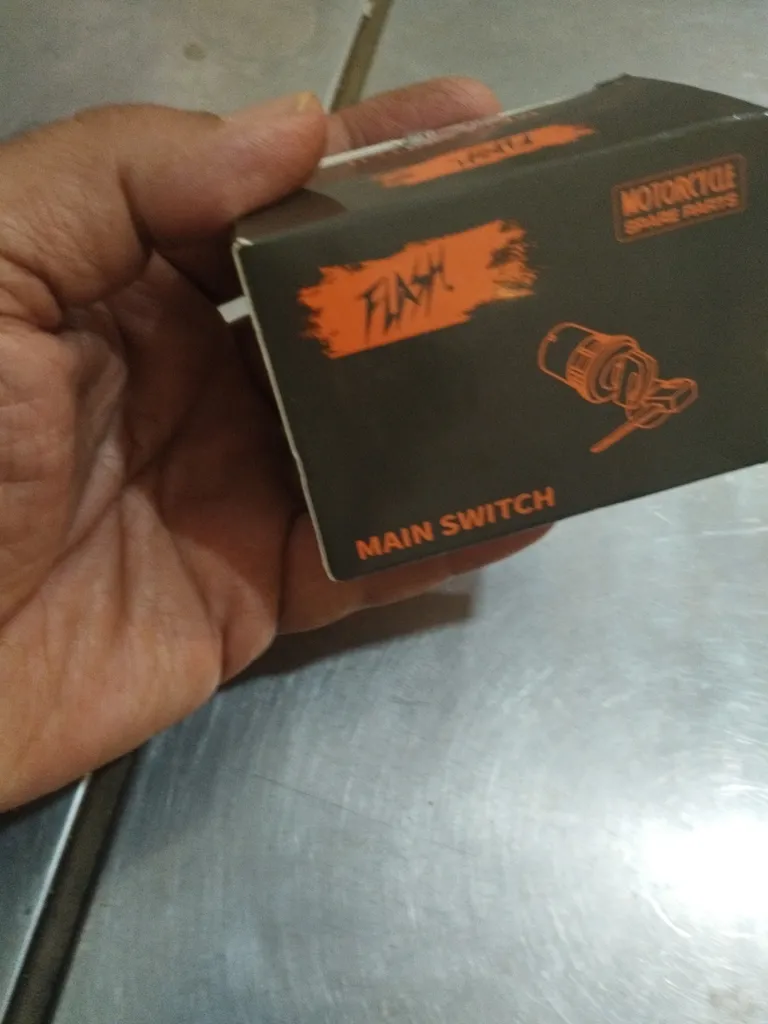 FLASH
MOTORCYCLE
SPARE PARTS
MAIN SWITCH